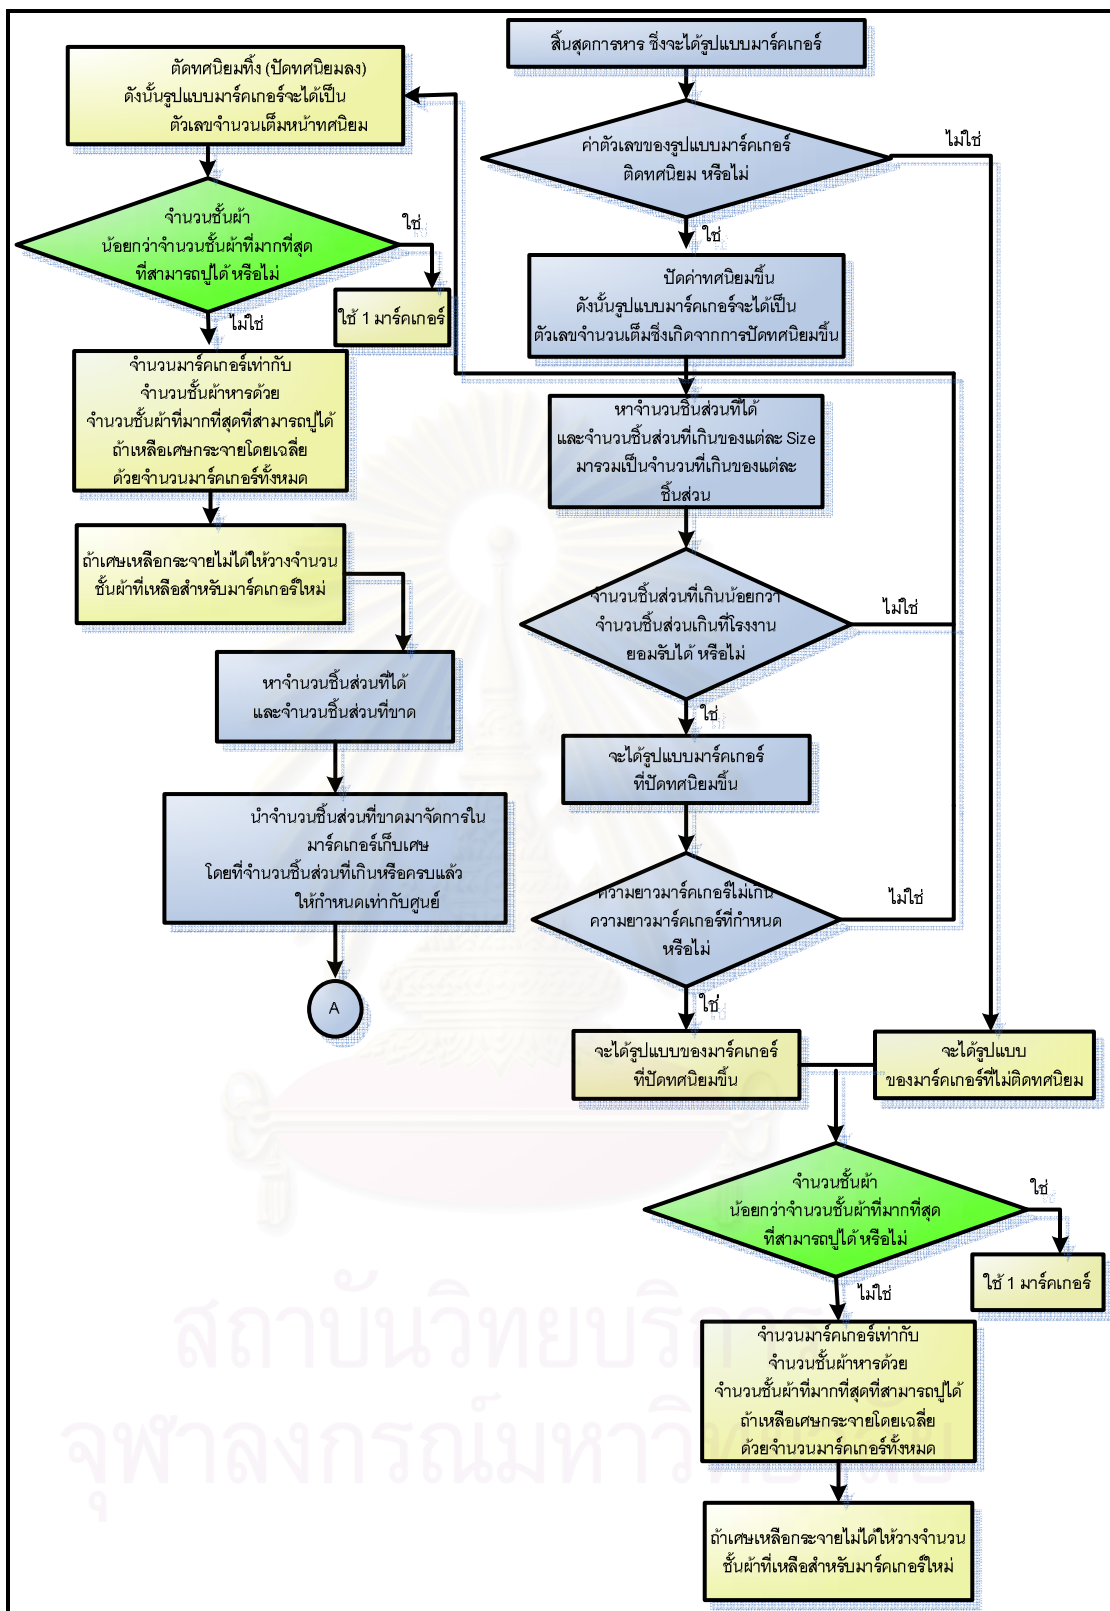 สิ้นสุดการหาร ซึ่งจะได้รูปแบบมาร์คเกอร์
ค่าตัวเลขของรูปแบบมาร์คเกอร์
ติดทศนิยม หรือไม่
ไม่ใช่
ใช่
ปัดค่าทศนิยมขึ้น
ดังนั้นรูปแบบมาร์คเกอร์จะได้เป็น
ตัวเลขจำนวนเต็มซึ่งเกิดจากการปัดทศนิยมขึ้น
หาจำนวนชิ้นส่วนที่ได้
และจำนวนชิ้นส่วนที่เกินของแต่ละ Size
มารวมเป็นจำนวนที่เกินของแต่ละ
ชิ้นส่วน
จำนวนชิ้นส่วนที่เกินน้อยกว่า
จำนวนชิ้นส่วนเกินที่โรงงาน
ยอมรับได้ หรือไม่
ไม่ใช่
ใช่
จะได้รูปแบบมาร์คเกอร์
ที่ปัดทศนิยมขึ้น
ความยาวมาร์คเกอร์ไม่เกิน
ความยาวมาร์คเกอร์ที่กำหนด
หรือไม่
ไม่ใช่
ใช่
จะได้รูปแบบของมาร์คเกอร์
ที่ปัดทศนิยมขึ้น
จะได้รูปแบบ
ของมาร์คเกอร์ที่ไม่ติดทศนิยม
จำนวนชั้นผ้า
น้อยกว่าจำนวนชั้นผ้าที่มากที่สุด
ที่สามารถปูได้ หรือไม่
ใช่
ใช้ 1 มาร์คเกอร์
ไม่ใช่
จำนวนมาร์คเกอร์เท่ากับ
จำนวนชั้นผ้าหารด้วย
จำนวนชั้นผ้าที่มากที่สุดที่สามารถปูได้
ถ้าเหลือเศษกระจายโดยเฉลี่ย
ด้วยจำนวนมาร์คเกอร์ทั้งหมด
ถ้าเศษเหลือกระจายไม่ได้ให้วางจำนวน
ชั้นผ้าที่เหลือสำหรับมาร์คเกอร์ใหม่
ตัดทศนิยมทิ้ง (ปัดทศนิยมลง)
ดังนั้นรูปแบบมาร์คเกอร์จะได้เป็น
ตัวเลขจำนวนเต็มหน้าทศนิยม
จำนวนชั้นผ้า
น้อยกว่าจำนวนชั้นผ้าที่มากที่สุด
ที่สามารถปูได้ หรือไม่
ใช่
ใช้ 1 มาร์คเกอร์
ไม่ใช่
จำนวนมาร์คเกอร์เท่ากับ
จำนวนชั้นผ้าหารด้วย
จำนวนชั้นผ้าที่มากที่สุดที่สามารถปูได้
ถ้าเหลือเศษกระจายโดยเฉลี่ย
ด้วยจำนวนมาร์คเกอร์ทั้งหมด
ถ้าเศษเหลือกระจายไม่ได้ให้วางจำนวน
ชั้นผ้าที่เหลือสำหรับมาร์คเกอร์ใหม่
หาจำนวนชิ้นส่วนที่ได้
และจำนวนชิ้นส่วนที่ขาด
นำจำนวนชิ้นส่วนที่ขาดมาจัดการใน
มาร์คเกอร์เก็บเศษ
โดยที่จำนวนชิ้นส่วนที่เกินหรือครบแล้ว
ให้กำหนดเท่ากับศูนย์
A
สถาบันวิทยบริการ
จุฬาลงกรณ์มหาวิทยาลัย